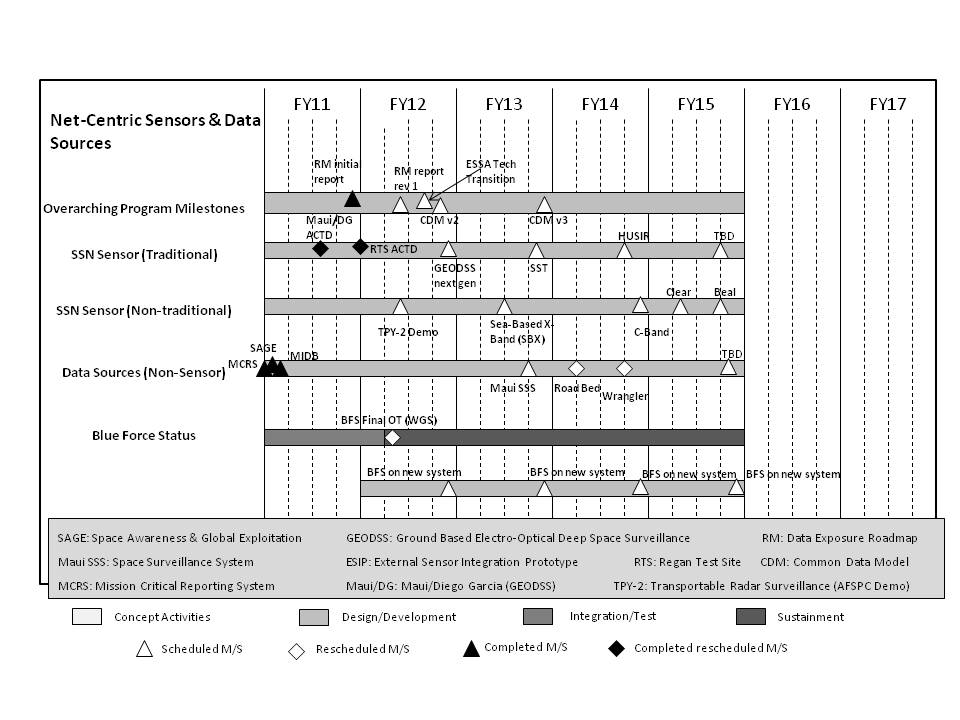 FY11 FY12 FY13 FY14 FY15 FY16 FY17
Net-Centric Sensors & Data
Sources
RM initial
report
RM report
rev 1
ESSA Tech
Transition
Overarching Program Milestones
Maui/DG
ACTD
CDM v2
CDM v3
SSN Sensor (Traditional)
RTS ACTD
GEODSS
next gen
SST
HUSIR
TBD
SSN Sensor (Non-traditional)
TPY-2 Demo
Sea-Based X-
Band (SBX)
C-Band
Clear
Beal
Data Sources (Non-Sensor)
SAGE
MCRS
MIDB
Maui SSS
Road Bed
Wrangler
TBD
Blue Force Status
BFS Final OT (WGS)
BFS on new system
BFS on new system
BFS on new system
BFS on new system
SAGE: Space Awareness & Global Exploitation GEODSS: Ground Based Electro-Optical Deep Space Surveillance RM: Data Exposure Roadmap
Maui SSS: Space Surveillance System ESIP: External Sensor Integration Prototype RTS: Regan Test Site CDM: Common Data Model
MCRS: Mission Critical Reporting System Maui/DG: Maui/Diego Garcia (GEODSS) TPY-2: Transportable Radar Surveillance (AFSPC Demo)
Concept Activities Design/Development Integration/Test Sustainment
Scheduled M/S Rescheduled M/S Completed M/S Completed rescheduled M/S